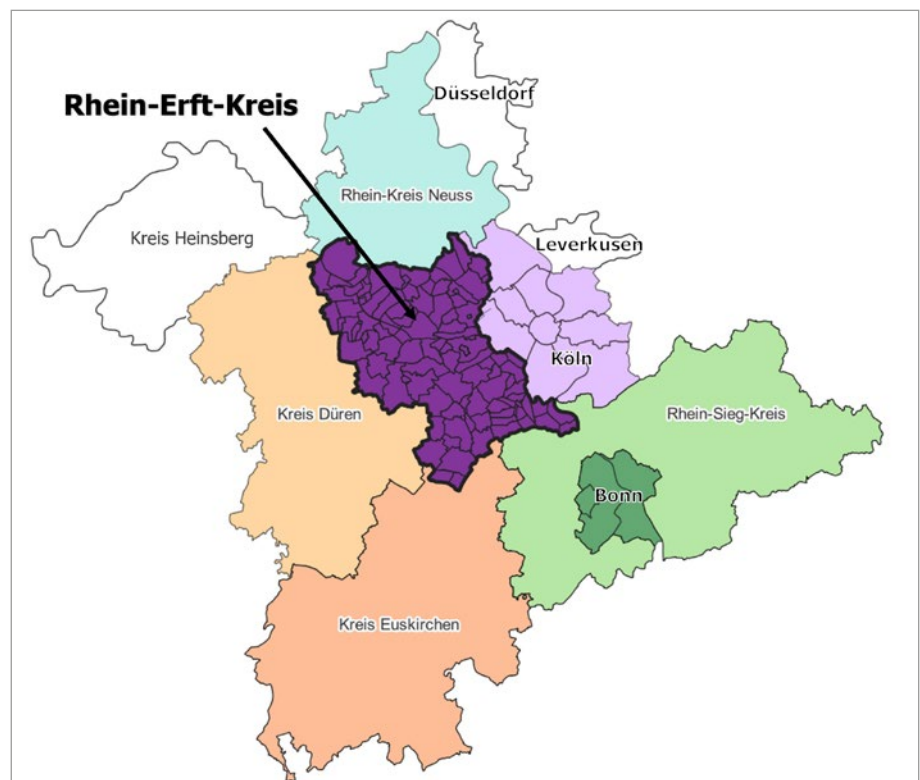 Düsseldorf
Rhein-Erft-Kreis
Rhein-Kreis Neuss
Kreis Heinsberg
Leverkusen
Köln
Kreis Düren
Rhein-Sieg-Kreis
Bonn
Kreis Euskirchen